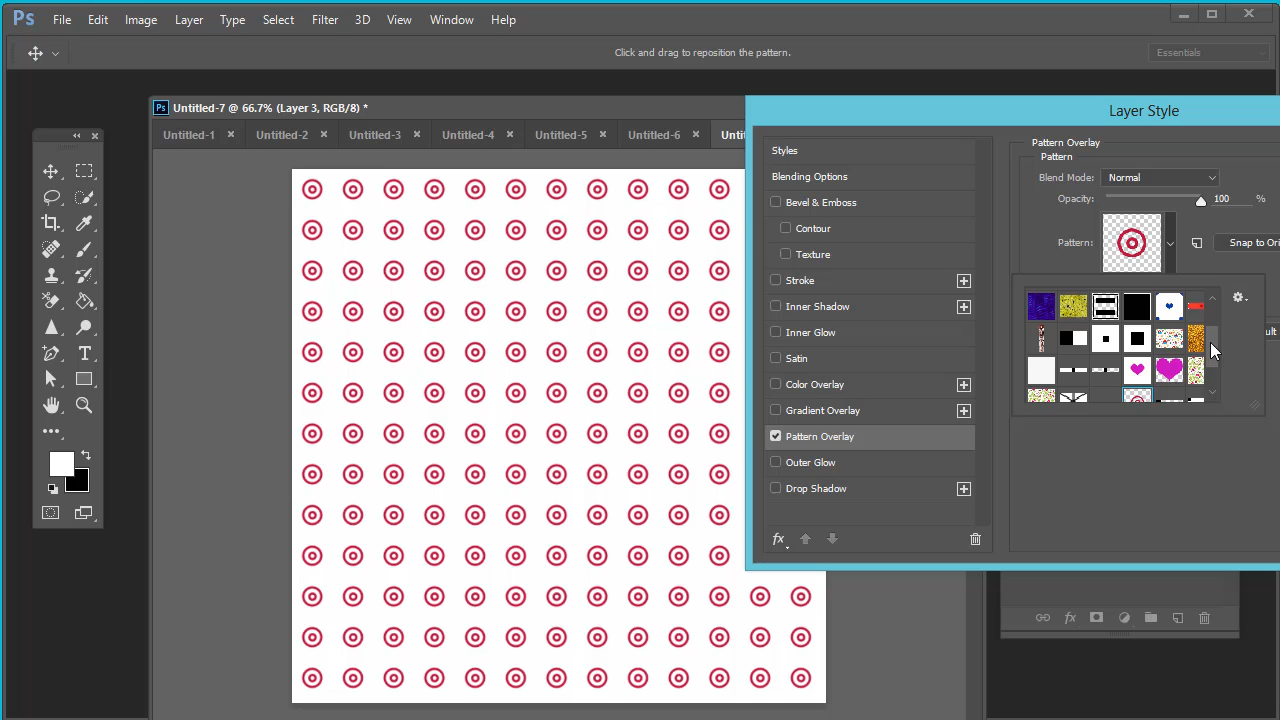 Ps File Edit Image Layer Type Select Filter 3D View Window Help
Click and drag to reposition the pattern.
Essentials
Ps Untitled-7 @ 66.7% (Layer 3, RGB/8) *
Layer Style
Untitled-1 Untitled-2 Untitled-3 Untitled-4 Untitled-5 Untitled-6
Styles
Blending Options
Bevel & Emboss
Contour
Texture
Stroke
Inner Shadow
Inner Glow
Satin
Color Overlay
Gradient Overlay
Pattern Overlay
Outer Glow
Drop Shadow
fx
Pattern Overlay
Pattern
Blend Mode: Normal
Opacity: 100 %
Pattern:
Snap to Ori
ult
fx